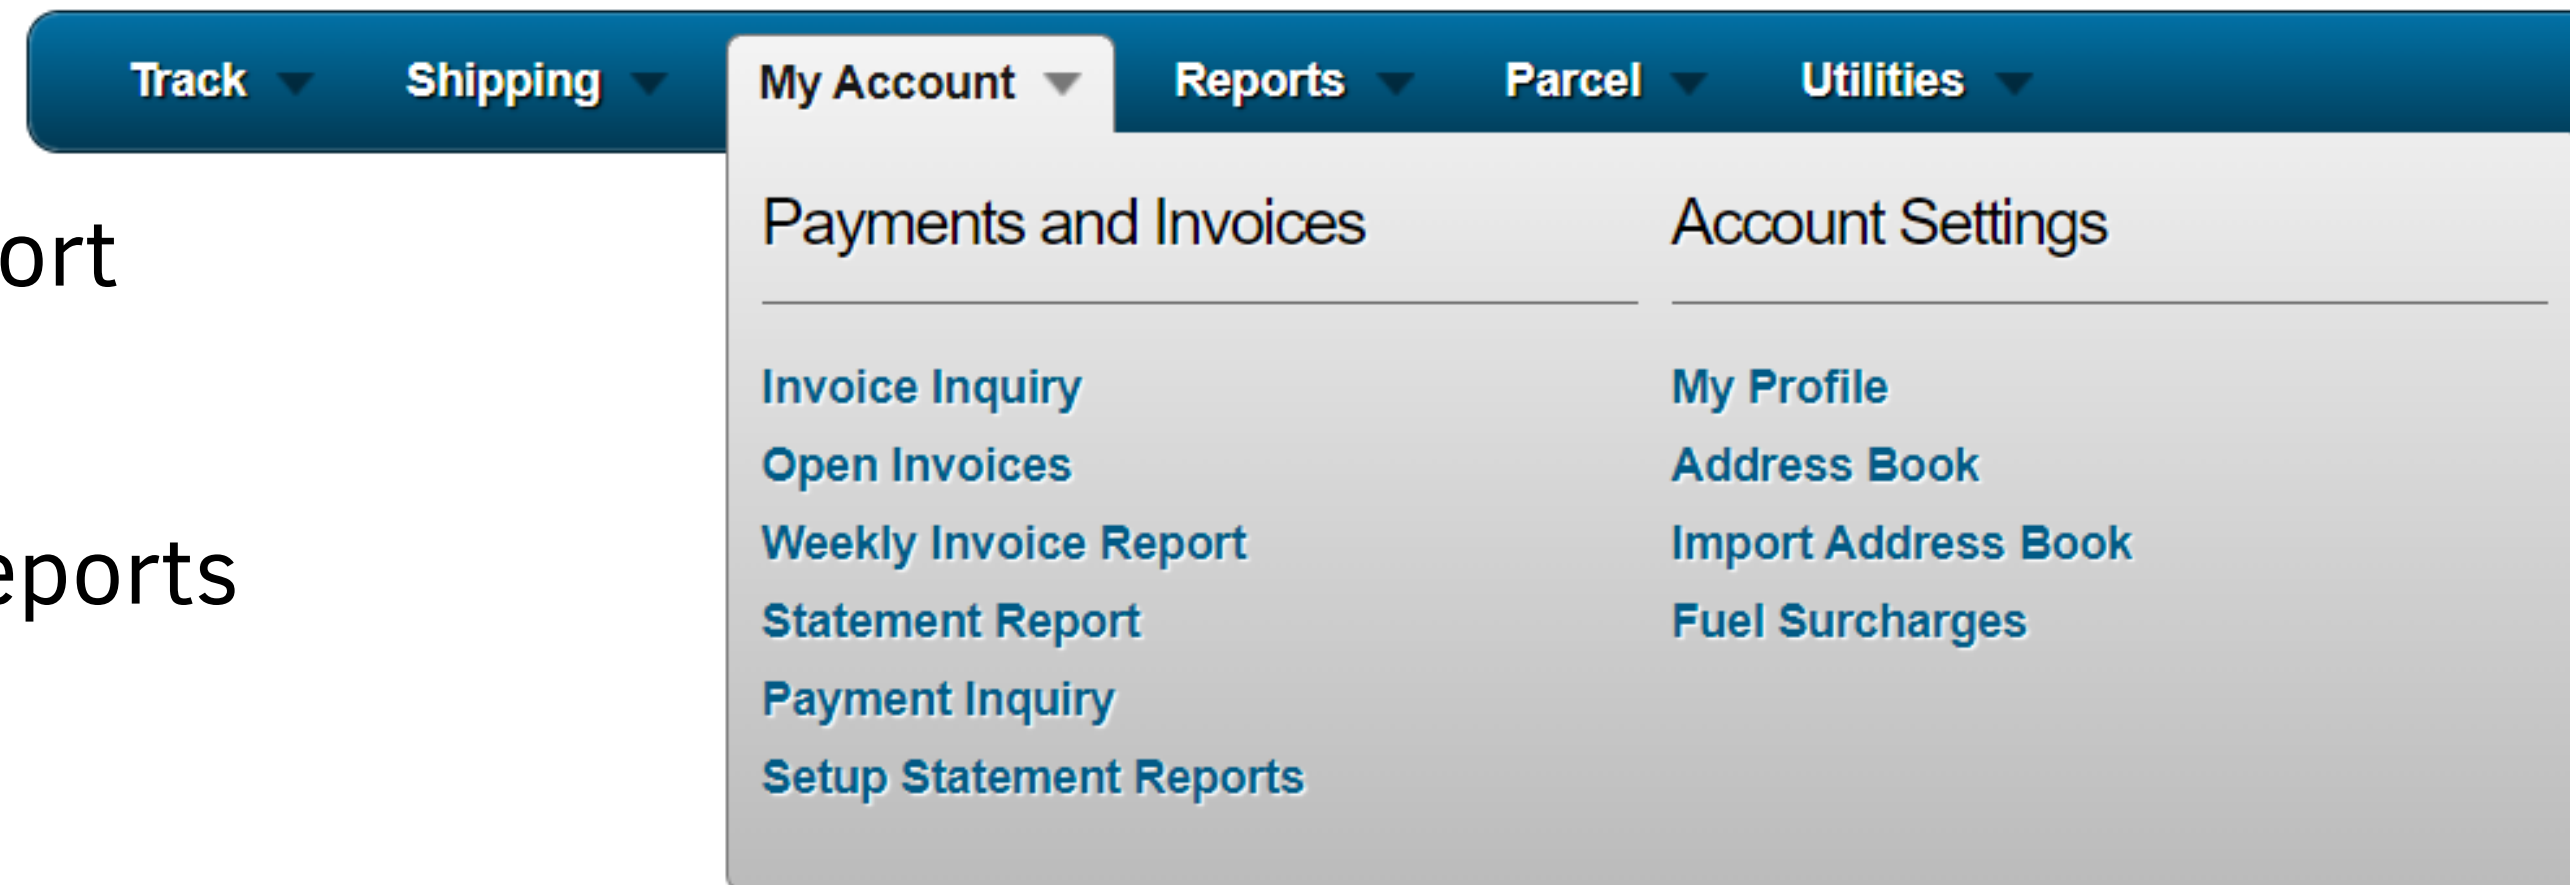 Track Shipping My Account Reports Parcel Utilities
ort
eports
Payments and Invoices
Invoice Inquiry
Open Invoices
Weekly Invoice Report
Statement Report
Payment Inquiry
Setup Statement Reports
Account Settings
My Profile
Address Book
Import Address Book
Fuel Surcharges